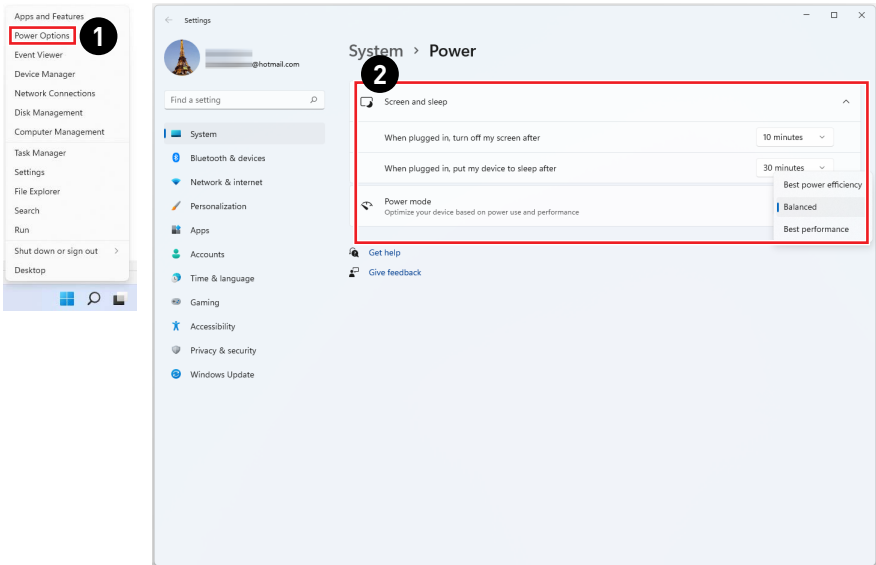 Apps and Features
Power Options
1
Event Viewer
Device Manager
Network Connections
Disk Management
Computer Management
Task Manager
Settings
File Explorer
Search
Run
Shut down or sign out
Desktop
Settings
@hotmail.com
Find a setting
System
Bluetooth & devices
Network & internet
Personalization
Apps
Accounts
Time & language
Gaming
Accessibility
Privacy & security
Windows Update
System > Power
2
Screen and sleep
When plugged in, turn off my screen after
10 minutes
When plugged in, put my device to sleep after
30 minutes
Power mode
Optimize your device based on power use and performance
Best power efficiency
Balanced
Best performance
Get help
Give feedback